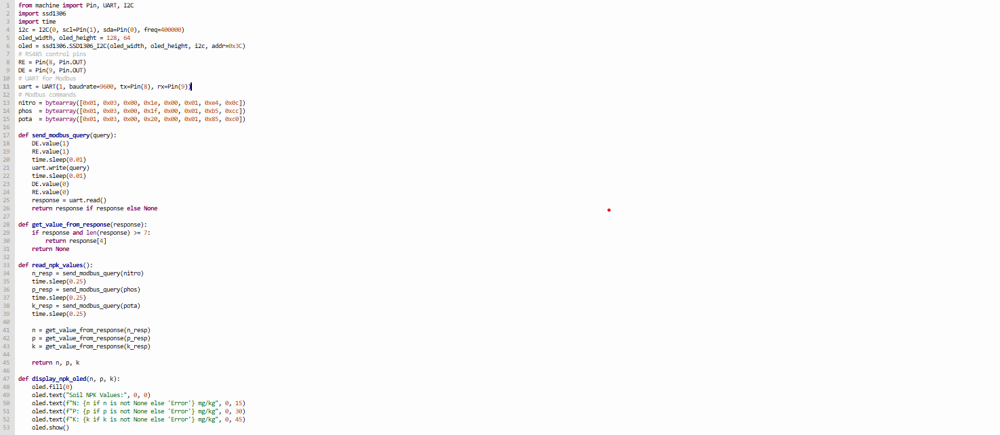 1 from machine import Pin, UART, I2C
2 import ssd1306
3 import time
4 i2c = I2C(0, scl=Pin(1), sda=Pin(0), freq=400000)
5 oled_width, oled_height = 128, 64
6 oled = ssd1306.SSD1306_I2C(oled_width, oled_height, i2c, addr=0x3C)
7 # RS485 control pins
8 RE = Pin(8, Pin.OUT)
9 DE = Pin(9, Pin.OUT)
10 # UART for Modbus
11 uart = UART(1, baudrate=9600, tx=Pin(8), rx=Pin(9))
12 # Modbus commands
13 nitro = bytearray([0x01, 0x03, 0x00, 0x1e, 0x00, 0x01, 0xe4, 0x0c])
14 phos  = bytearray([0x01, 0x03, 0x00, 0x1f, 0x00, 0x01, 0xb5, 0xcc])
15 pota  = bytearray([0x01, 0x03, 0x00, 0x20, 0x00, 0x01, 0x85, 0xc0])
16
17 def send_modbus_query(query):
18     DE.value(1)
19     RE.value(1)
20     time.sleep(0.01)
21     uart.write(query)
22     time.sleep(0.01)
23     DE.value(0)
24     RE.value(0)
25     response = uart.read()
26     return response if response else None
27
28 def get_value_from_response(response):
29     if response and len(response) >= 7:
30         return response[4]
31     return None
32
33 def read_npk_values():
34     n_resp = send_modbus_query(nitro)
35     time.sleep(0.25)
36     p_resp = send_modbus_query(phos)
37     time.sleep(0.25)
38     k_resp = send_modbus_query(pota)
39     time.sleep(0.25)
40
41     n = get_value_from_response(n_resp)
42     p = get_value_from_response(p_resp)
43     k = get_value_from_response(k_resp)
44
45     return n, p, k
46
47 def display_npk_oled(n, p, k):
48     oled.fill(0)
49     oled.text("Soil NPK Values:", 0, 0)
50     oled.text(f"N: {n if n is not None else 'Error'} mg/kg", 0, 15)
51     oled.text(f"P: {p if p is not None else 'Error'} mg/kg", 0, 30)
52     oled.text(f"K: {k if k is not None else 'Error'} mg/kg", 0, 45)
53     oled.show()